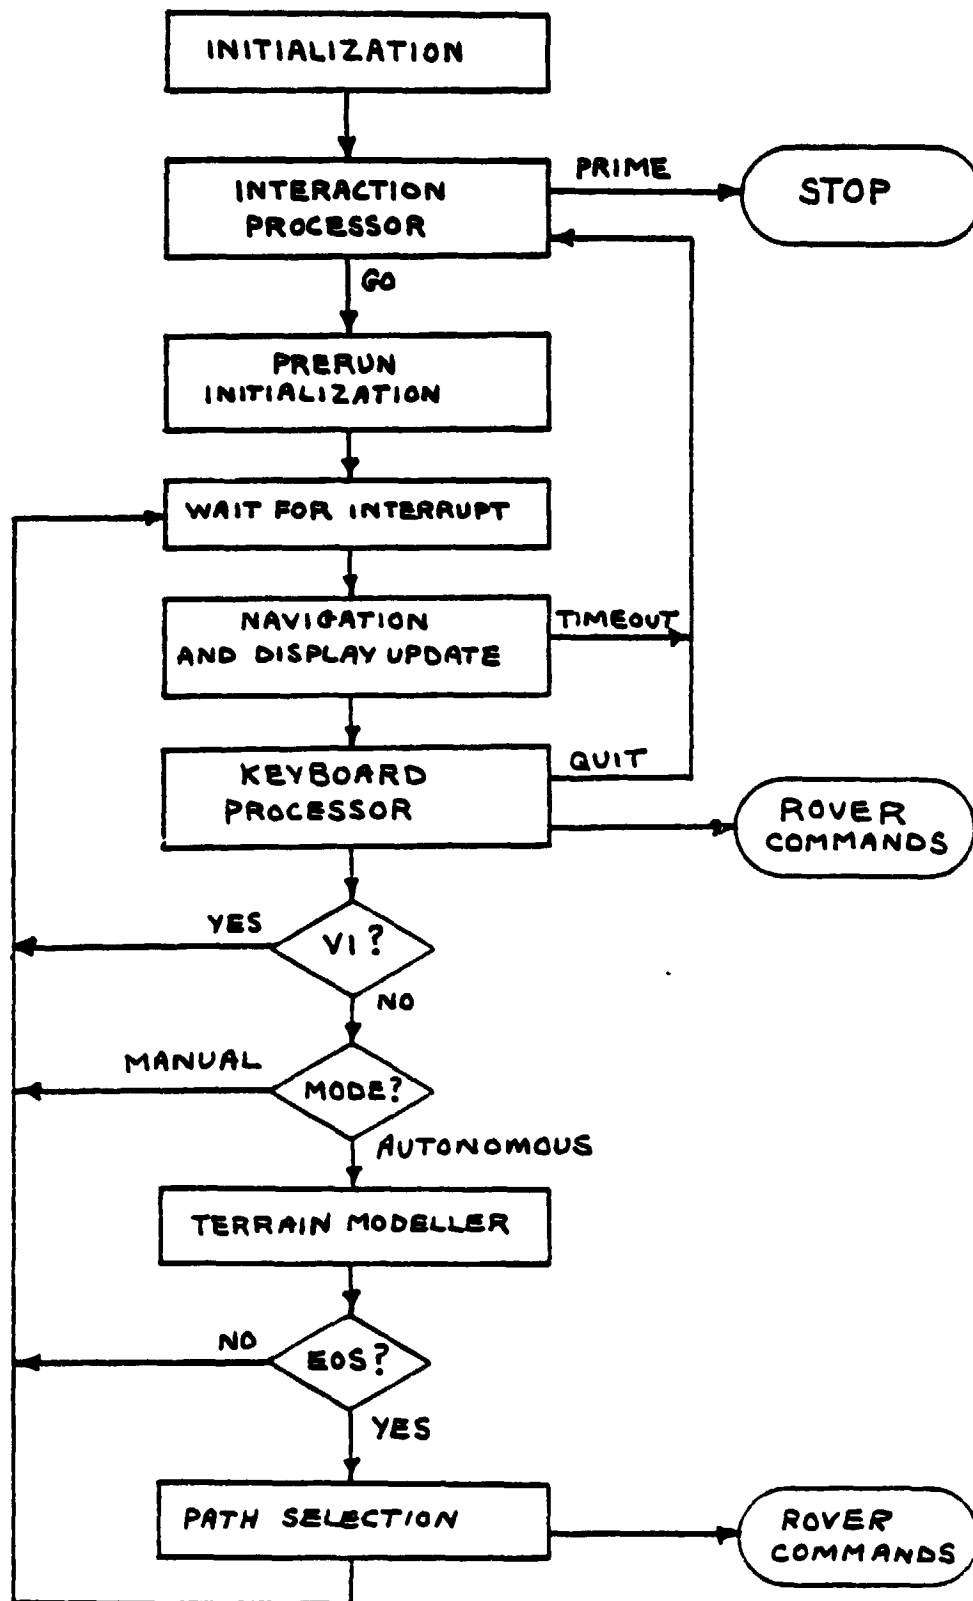 INITIALIZATION
INTERACTION
PROCESSOR
PRIME
STOP
GO
PRERUN
INITIALIZATION
WAIT FOR INTERRUPT
NAVIGATION
AND DISPLAY UPDATE
TIMEOUT
KEYBOARD
PROCESSOR
QUIT
ROVER
COMMANDS
YES
VI?
NO
MANUAL
MODE?
AUTONOMOUS
TERRAIN MODELLER
NO
EOS?
YES
PATH SELECTION
ROVER
COMMANDS